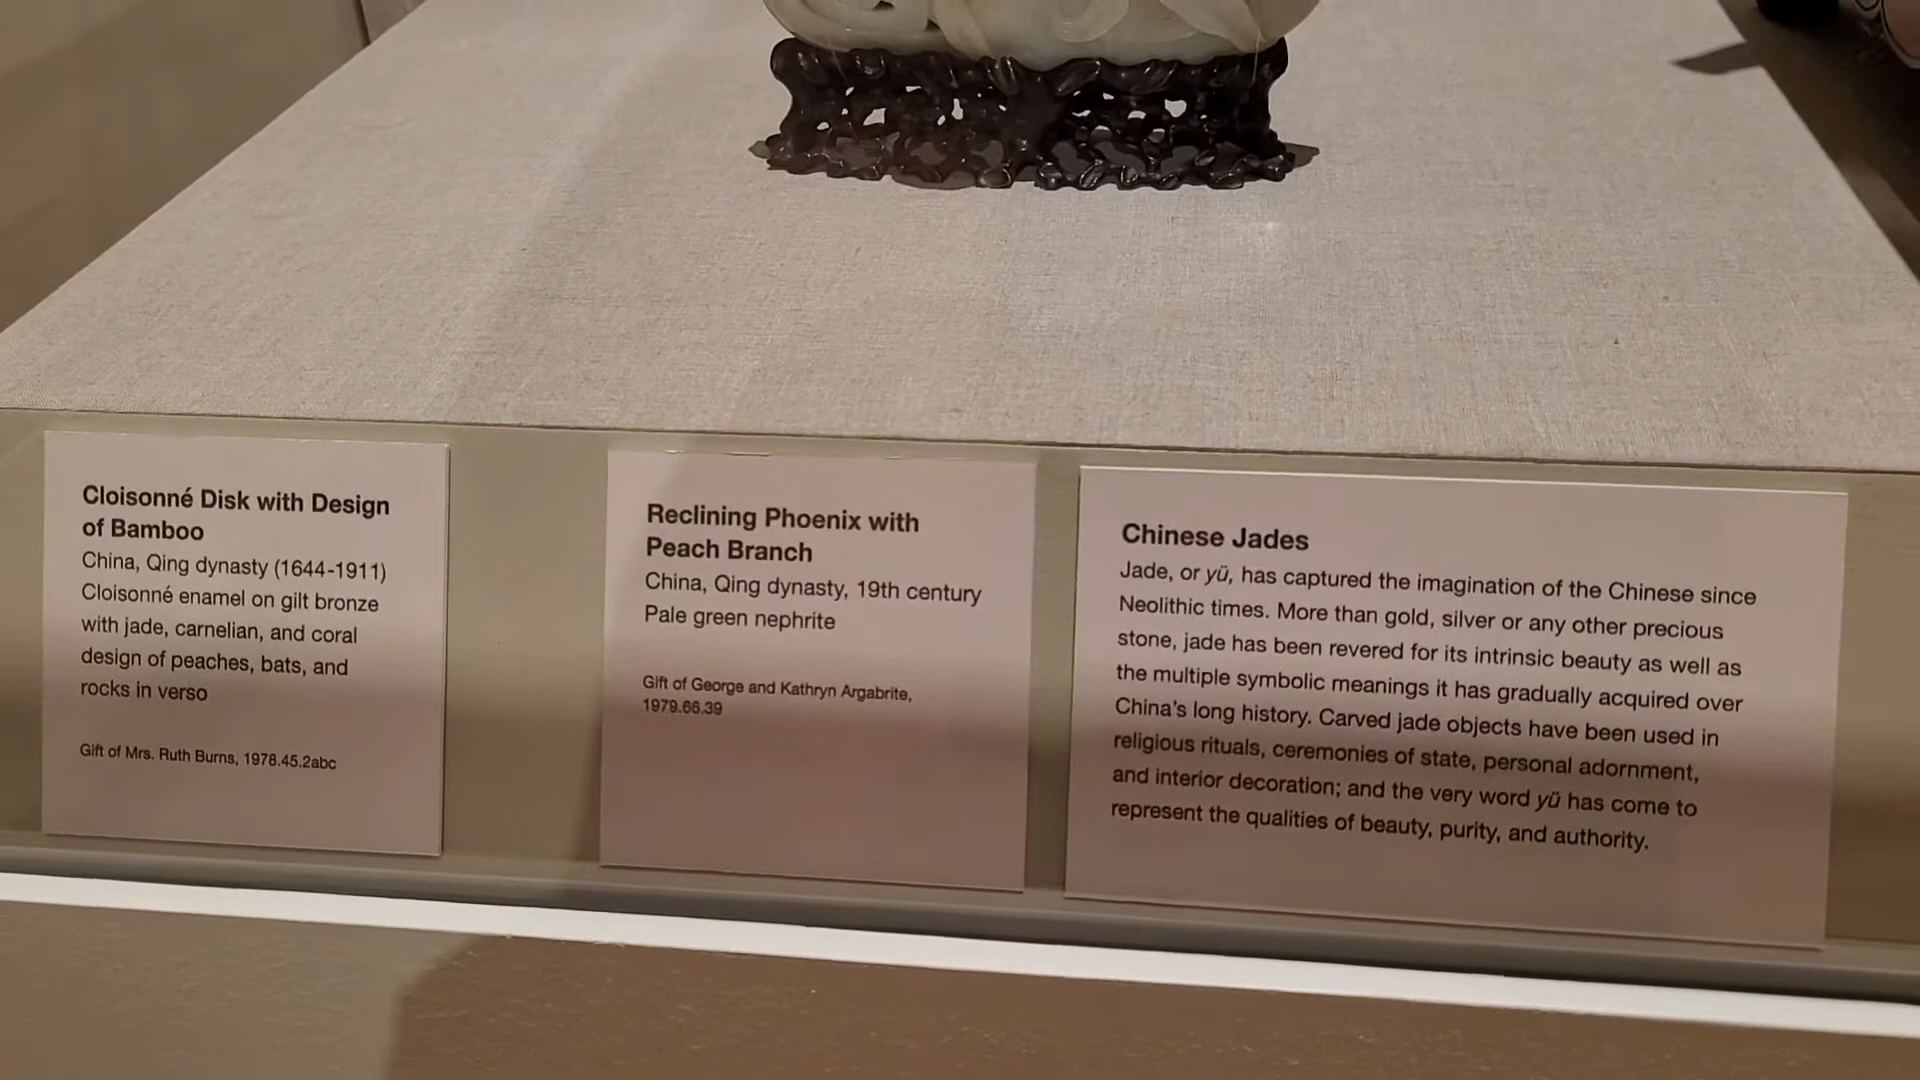 Cloisonné Disk with Design
of Bamboo
China, Qing dynasty (1644-1911)
Cloisonné enamel on gilt bronze
with jade, carnelian, and coral
design of peaches, bats, and
rocks in verso
Gift of Mrs. Ruth Burns, 1978.45.2abc
Reclining Phoenix with
Peach Branch
China, Qing dynasty, 19th century
Pale green nephrite
Gift of George and Kathryn Argabrite,
1979.66.39
Chinese Jades
Jade, or yü, has captured the imagination of the Chinese since
Neolithic times. More than gold, silver or any other precious
stone, jade has been revered for its intrinsic beauty as well as
the multiple symbolic meanings it has gradually acquired over
China's long history. Carved jade objects have been used in
religious rituals, ceremonies of state, personal adornment,
and interior decoration; and the very word yü has come to
represent the qualities of beauty, purity, and authority.